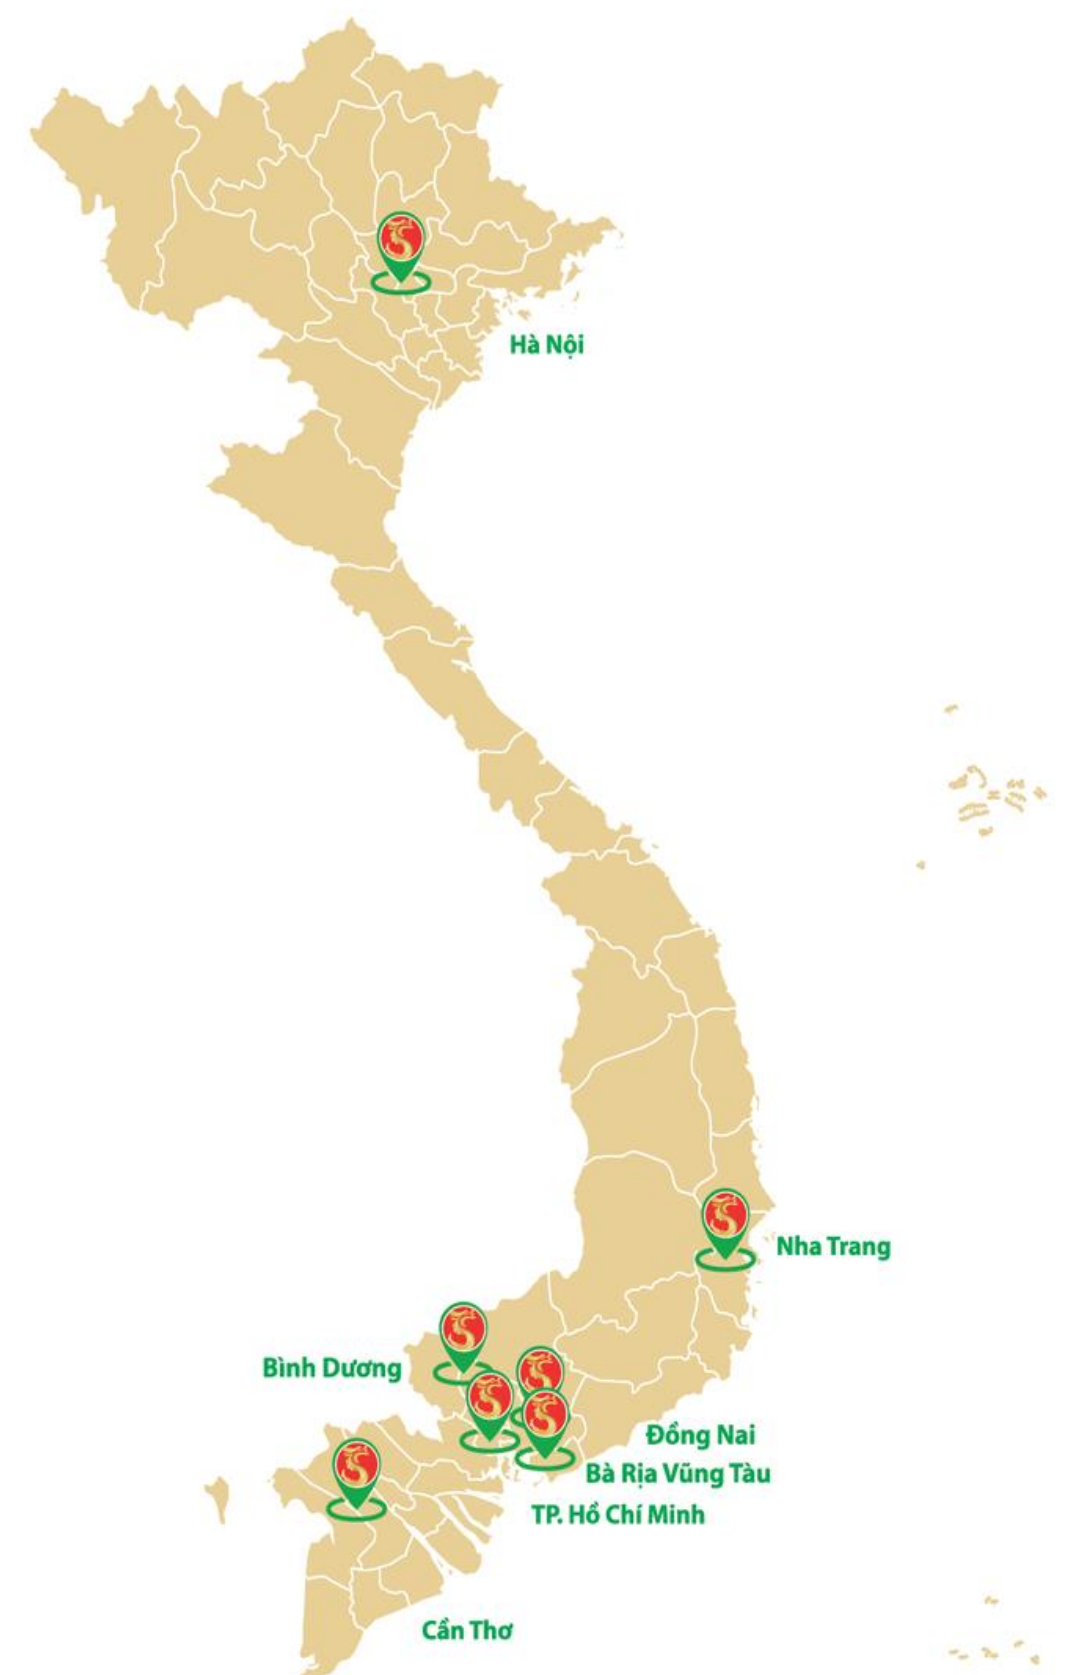 Hà Nội
Nha Trang
Bình Dương
Đồng Nai
Bà Rịa Vũng Tàu
TP. Hồ Chí Minh
Cần Thơ